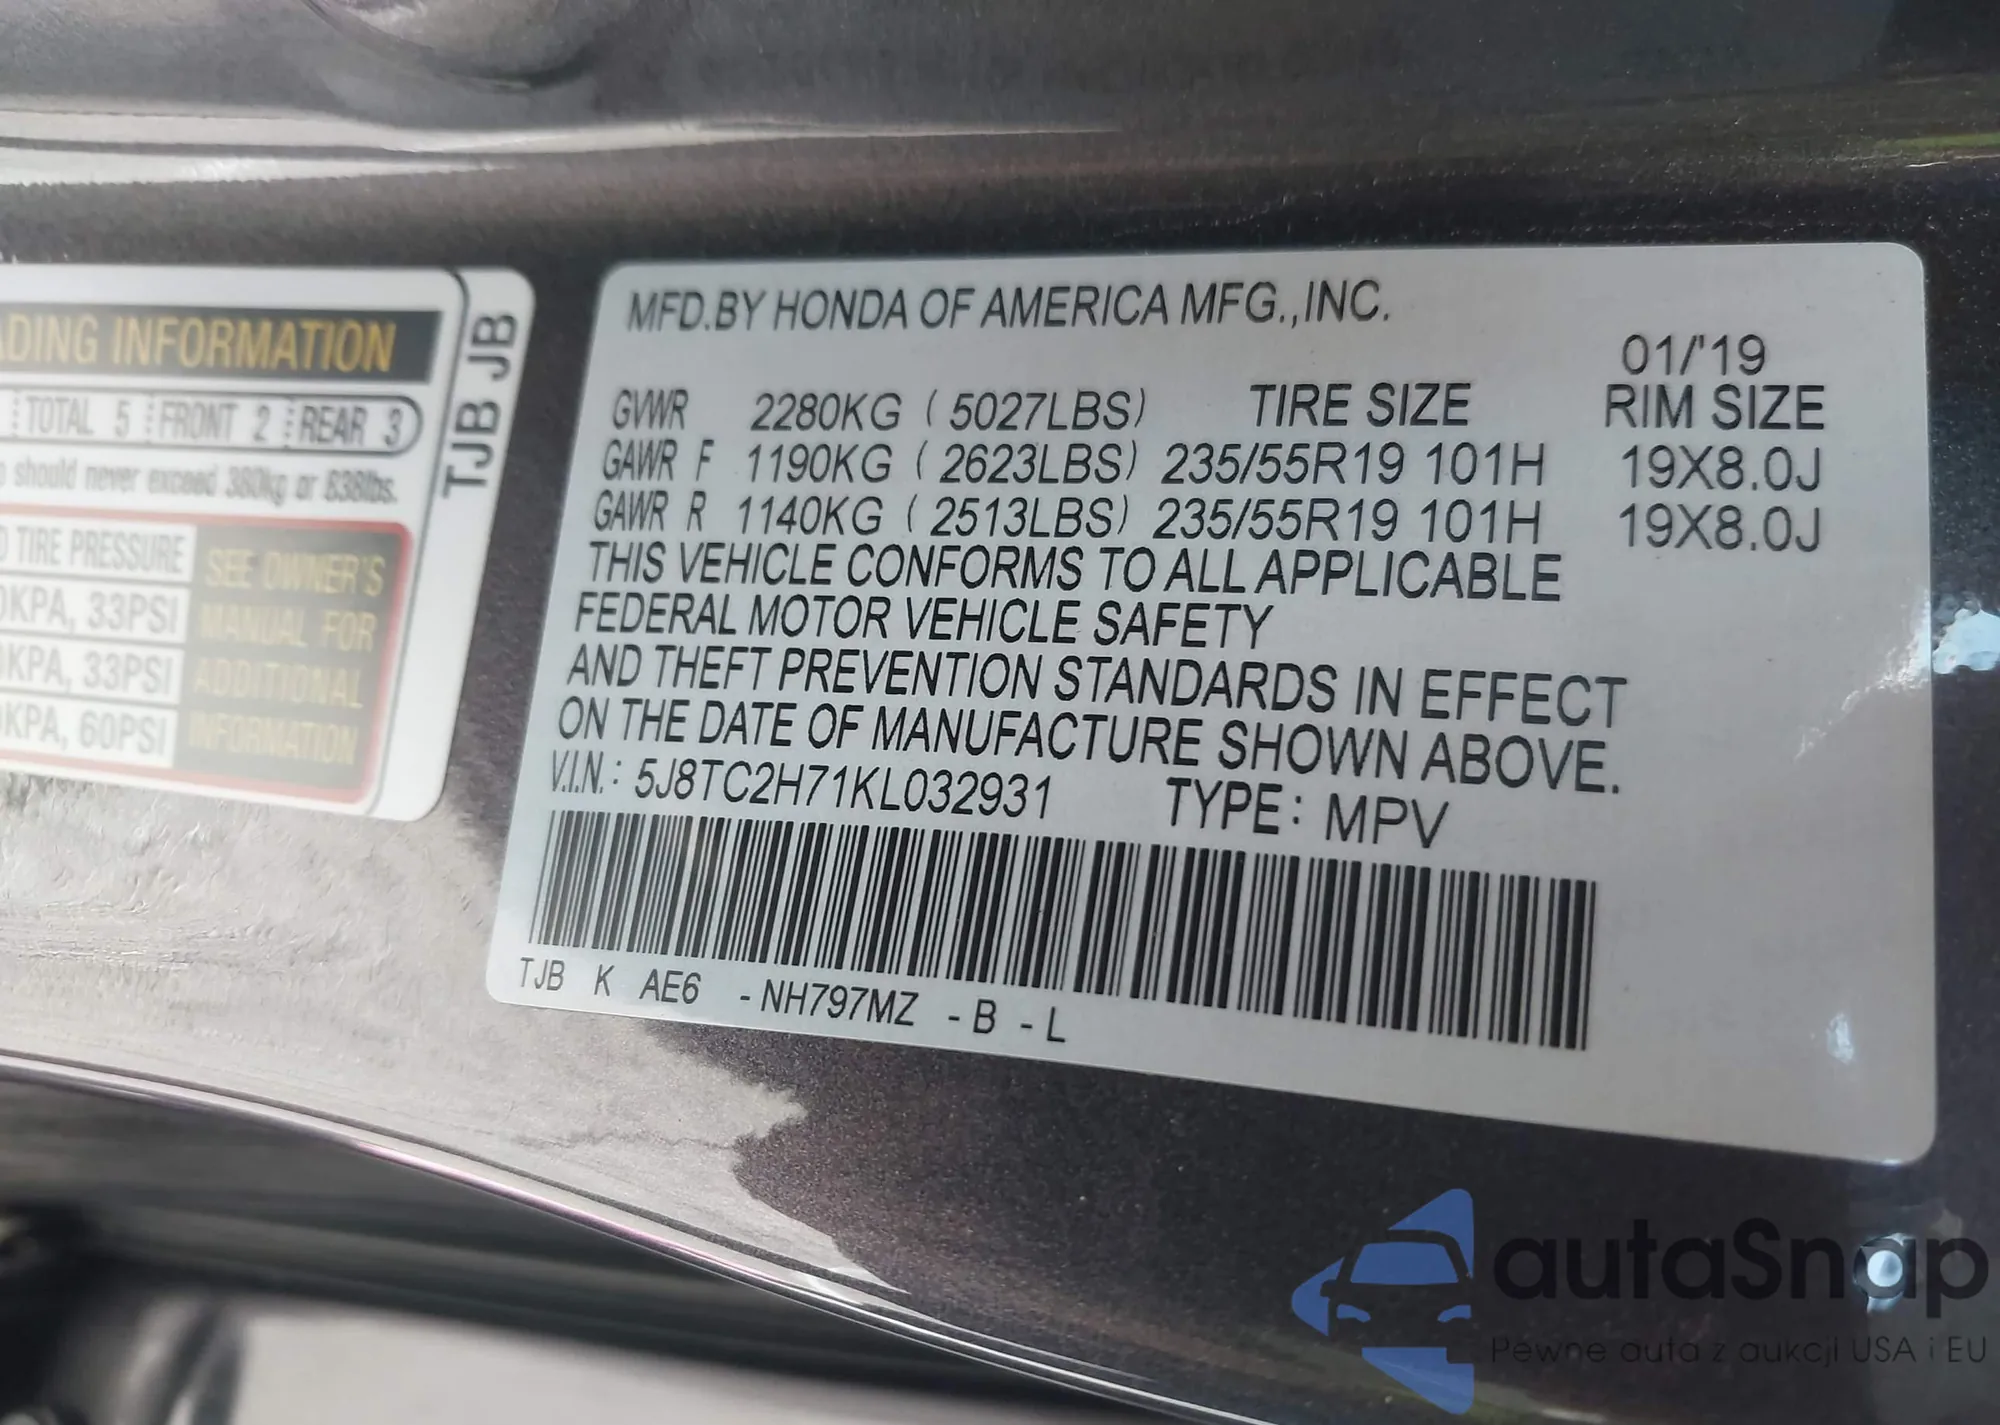 ADING INFORMATION
TOTAL 5 FRONT 2 REAR 3
should never exceed 380kg or 838lbs.
TIRE PRESSURE
KPA, 33PSI
KPA, 33PSI
KPA, 60PSI
SEE OWNER'S
MANUAL FOR
ADDITIONAL
INFORMATION
TJB JB
MFD.BY HONDA OF AMERICA MFG.,INC.
01/'19
GVWR 2280KG ( 5027LBS) TIRE SIZE RIM SIZE
GAWR F 1190KG ( 2623LBS) 235/55R19 101H 19X8.0J
GAWR R 1140KG ( 2513LBS) 235/55R19 101H 19X8.0J
THIS VEHICLE CONFORMS TO ALL APPLICABLE
FEDERAL MOTOR VEHICLE SAFETY
AND THEFT PREVENTION STANDARDS IN EFFECT
ON THE DATE OF MANUFACTURE SHOWN ABOVE.
V.I.N.: 5J8TC2H71KL032931 TYPE: MPV
TJB K AE6 -NH797MZ -B -L
autaSnap
Pewne auta z aukcji USA i EU